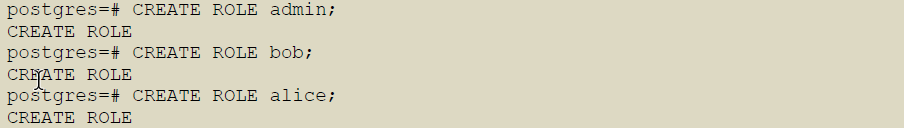 postgres=# CREATE ROLE admin;
CREATE ROLE
postgres=# CREATE ROLE bob;
CREATE ROLE
postgres=# CREATE ROLE alice;
CREATE ROLE